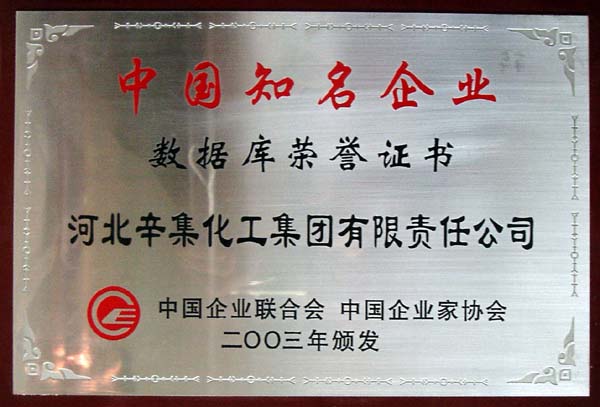 中国知名企业
数据库荣誉证书
河北辛集化工集团有限责任公司
中国企业联合会 中国企业家协会
二〇〇三年颁发